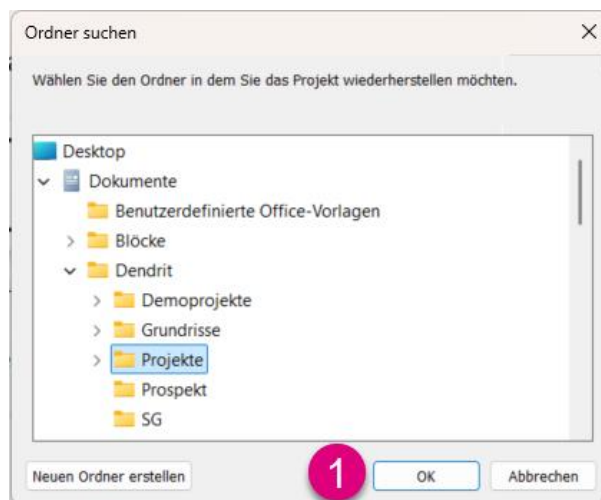 Ordner suchen
Wählen Sie den Ordner in dem Sie das Projekt wiederherstellen möchten.
Desktop
Dokumente
Benutzerdefinierte Office-Vorlagen
Blöcke
Dendrit
Demoprojekte
Grundrisse
Projekte
Prospekt
SG
Neuen Ordner erstellen 1 OK Abbrechen